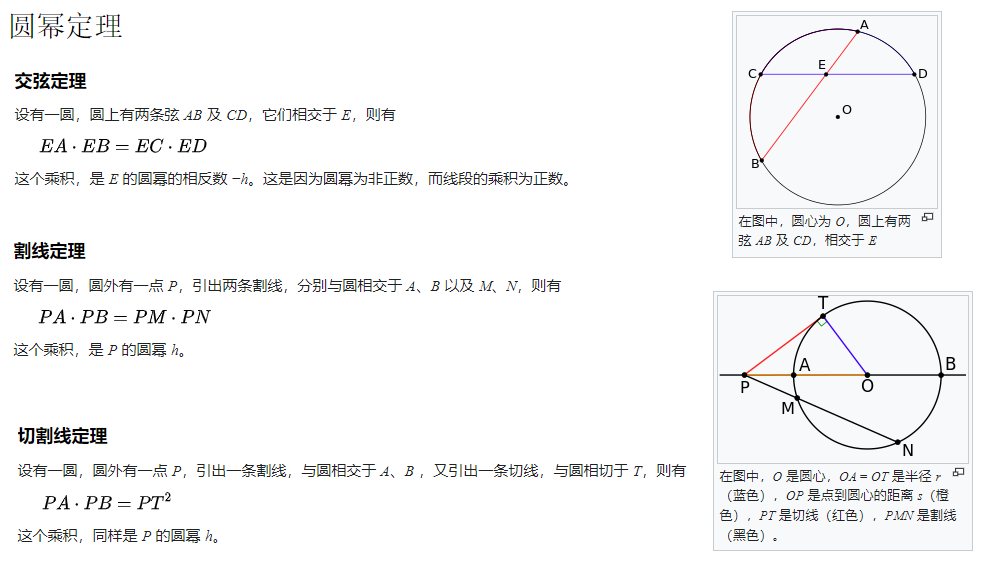 圆幂定理
交弦定理
设有一圆，圆上有两条弦 AB 及 CD，它们相交于 E，则有
EA · EB = EC · ED
这个乘积，是 E 的圆幂的相反数 −h。这是因为圆幂为非正数，而线段的乘积为正数。
A
E
C
D
O
B
在图中，圆心为 O，圆上有两
弦 AB 及 CD，相交于 E
割线定理
设有一圆，圆外有一点 P，引出两条割线，分别与圆相交于 A、B 以及 M、N，则有
PA · PB = PM · PN
这个乘积，是 P 的圆幂 h。
切割线定理
设有一圆，圆外有一点 P，引出一条割线，与圆相交于 A、B ，又引出一条切线，与圆相切于 T，则有
PA · PB = PT²
这个乘积，同样是 P 的圆幂 h。
T
A
B
P
O
M
N
在图中，O 是圆心，OA = OT 是半径 r
（蓝色），OP 是点到圆心的距离 s（橙
色），PT 是切线（红色），PMN 是割线
（黑色）。